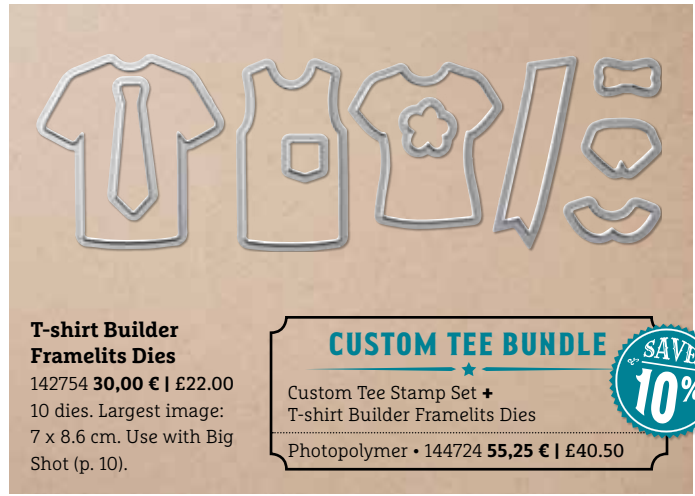 T-shirt Builder
Framelits Dies
142754 30,00 € | £22.00
10 dies. Largest image:
7 x 8.6 cm. Use with Big
Shot (p. 10).
CUSTOM TEE BUNDLE
Custom Tee Stamp Set +
T-shirt Builder Framelits Dies
Photopolymer • 144724 55,25 € | £40.50
SAVE
10%